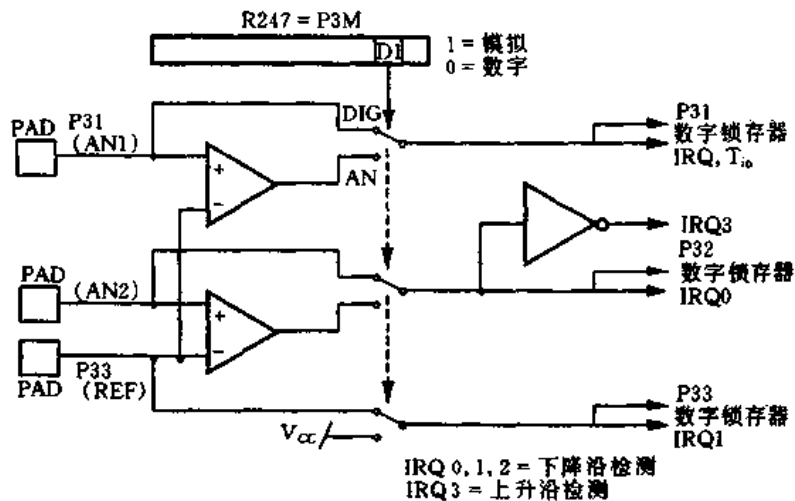 R247=P3M
D1
1=模拟
0=数字
DIG
AN
PAD
P31
(AN1)
+
−
P31
数字锁存器
IRQ, Tin
IRQ3
PAD
(AN2)
+
−
P32
数字锁存器
IRQ0
PAD
P33
(REF)
Vcc
P33
数字锁存器
IRQ1
IRQ 0,1,2=下降沿检测
IRQ3=上升沿检测